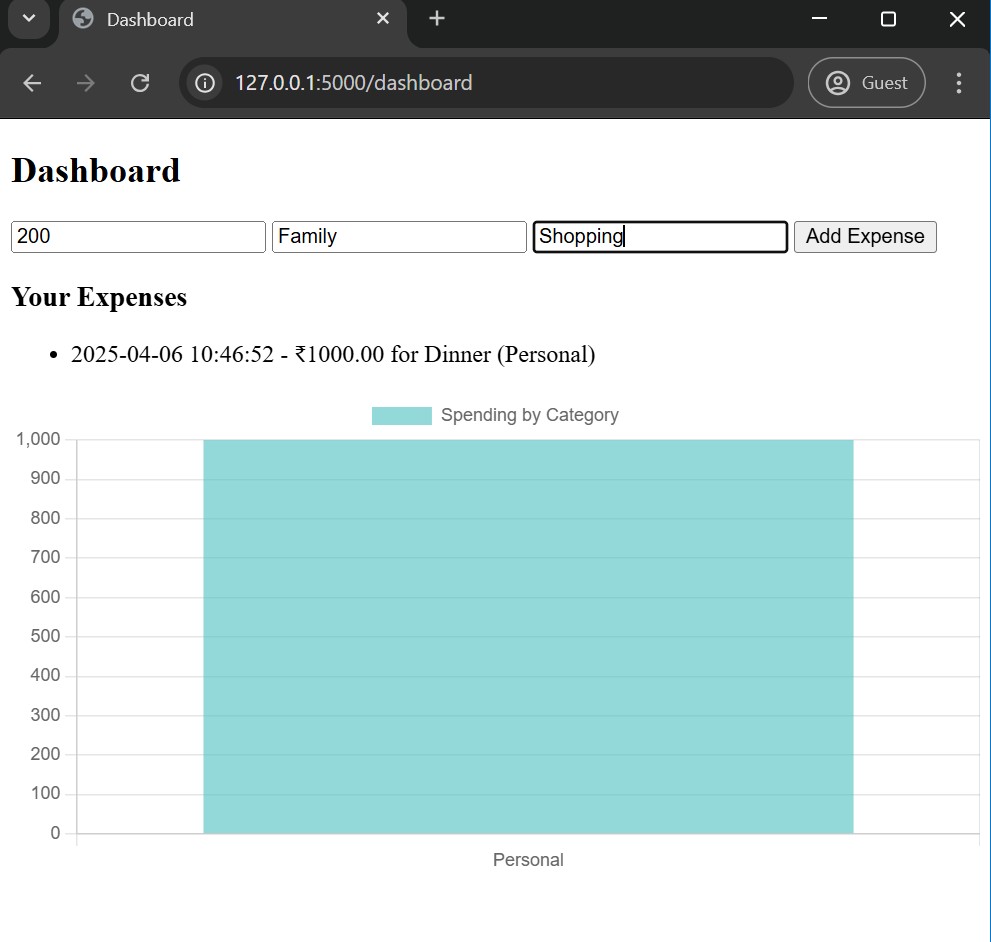 Dashboard
127.0.0.1:5000/dashboard Guest
Dashboard
200 Family Shopping Add Expense
Your Expenses
• 2025-04-06 10:46:52 - ₹1000.00 for Dinner (Personal)
Spending by Category
1,000
900
800
700
600
500
400
300
200
100
0
Personal